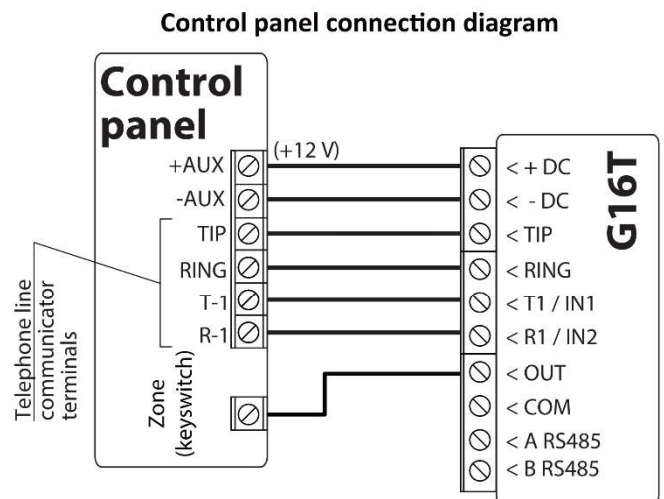 Control panel connection diagram
Control
panel
(+12 V)
+AUX
-AUX
TIP
RING
T-1
R-1
Telephone line
communicator
terminals
Zone
(keyswitch)
G16T
< + DC
< - DC
< TIP
< RING
< T1 / IN1
< R1 / IN2
< OUT
< COM
< A RS485
< B RS485